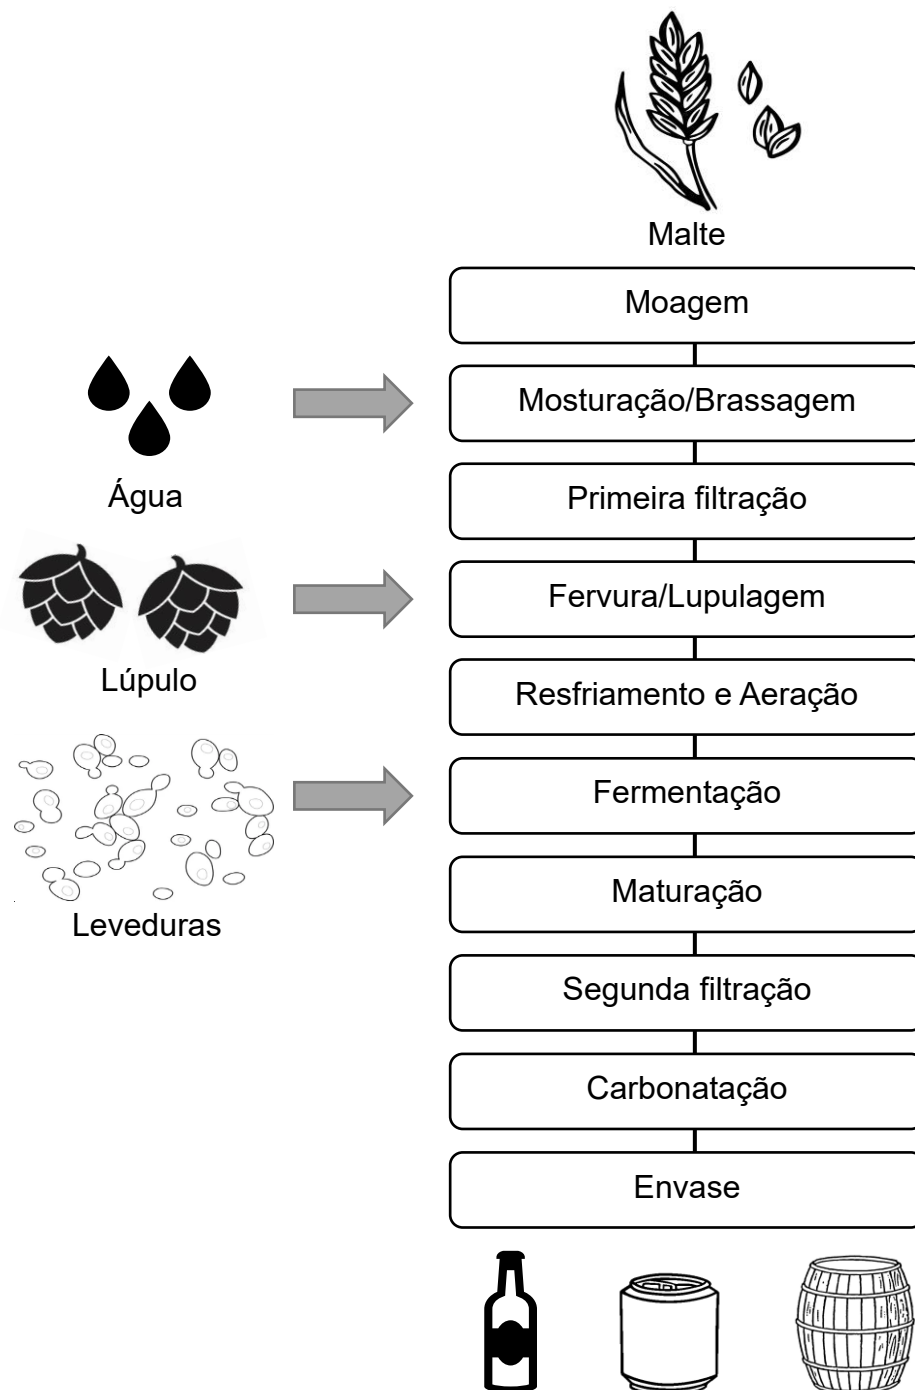 Malte
Moagem
Mosturação/Brassagem
Água
Primeira filtração
Fervura/Lupulagem
Lúpulo
Resfriamento e Aeração
Fermentação
Leveduras
Maturação
Segunda filtração
Carbonatação
Envase